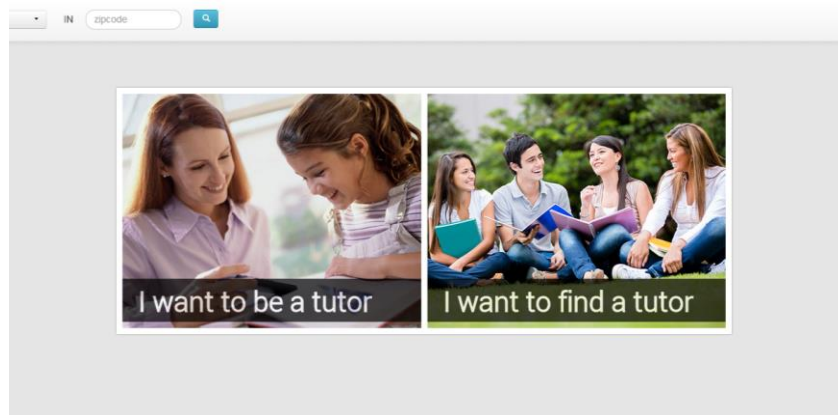 IN zipcode
I want to be a tutor
I want to find a tutor